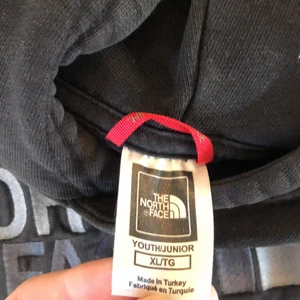 THE
NORTH
FACE
YOUTH/JUNIOR
XL/TG
Made in Turkey
Fabriqué en Turquie